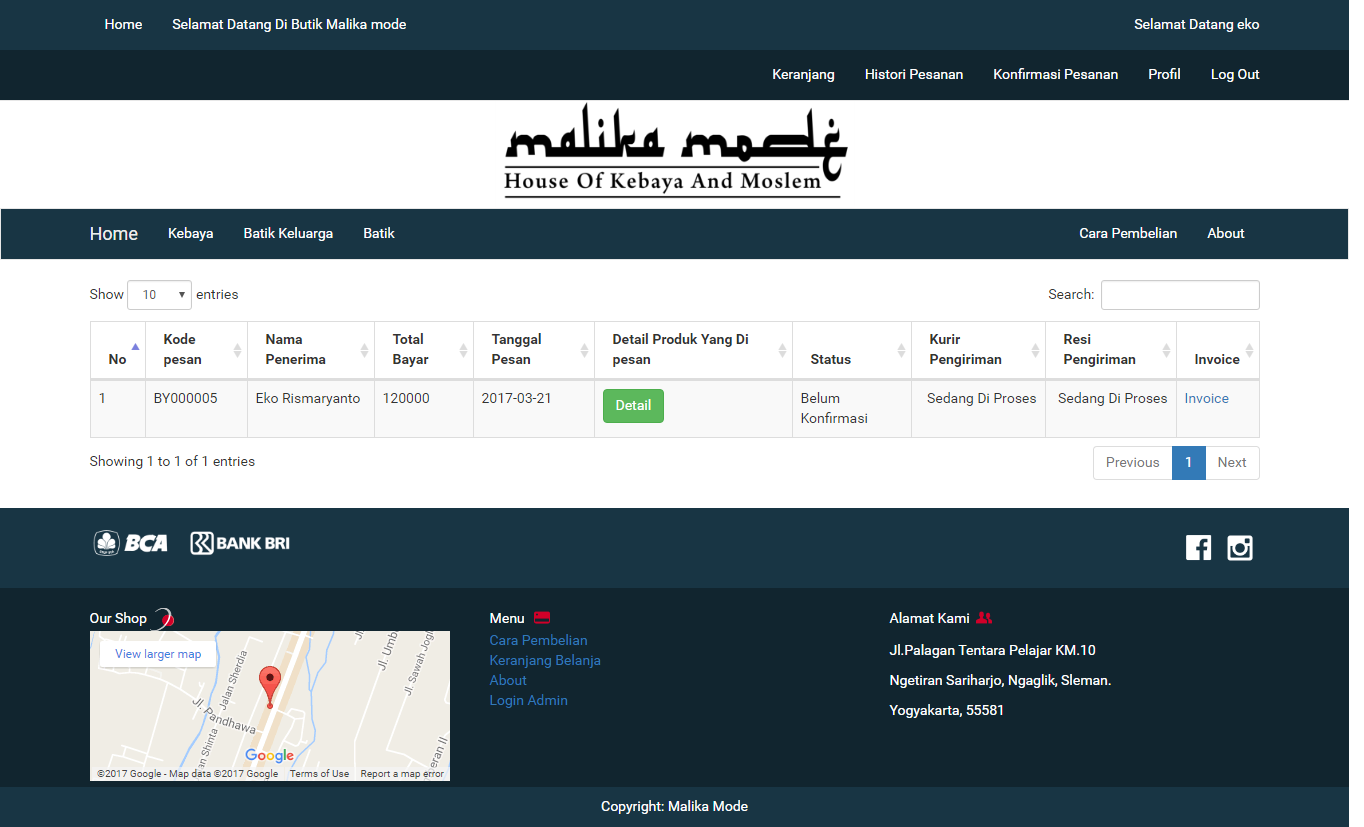 Home Selamat Datang Di Butik Malika mode Selamat Datang eko
Keranjang Histori Pesanan Konfirmasi Pesanan Profil Log Out
malika mode
House Of Kebaya And Moslem
Home Kebaya Batik Keluarga Batik Cara Pembelian About
Show 10 entries Search:
No Kode pesan Nama Penerima Total Bayar Tanggal Pesan Detail Produk Yang Di pesan Status Kurir Pengiriman Resi Pengiriman Invoice
1 BY000005 Eko Rismaryanto 120000 2017-03-21 Detail Belum Konfirmasi Sedang Di Proses Sedang Di Proses Invoice
Showing 1 to 1 of 1 entries Previous 1 Next
BCA BANK BRI
Our Shop
View larger map
Jalan Sherdia
Jl. Pandhawa
Jl. Umb
Jl. Sawah Jogl
an Shinta
eran II
Google
©2017 Google - Map data ©2017 Google Terms of Use Report a map error
Menu
Cara Pembelian
Keranjang Belanja
About
Login Admin
Alamat Kami
Jl.Palagan Tentara Pelajar KM.10
Ngetiran Sariharjo, Ngaglik, Sleman.
Yogyakarta, 55581
Copyright: Malika Mode